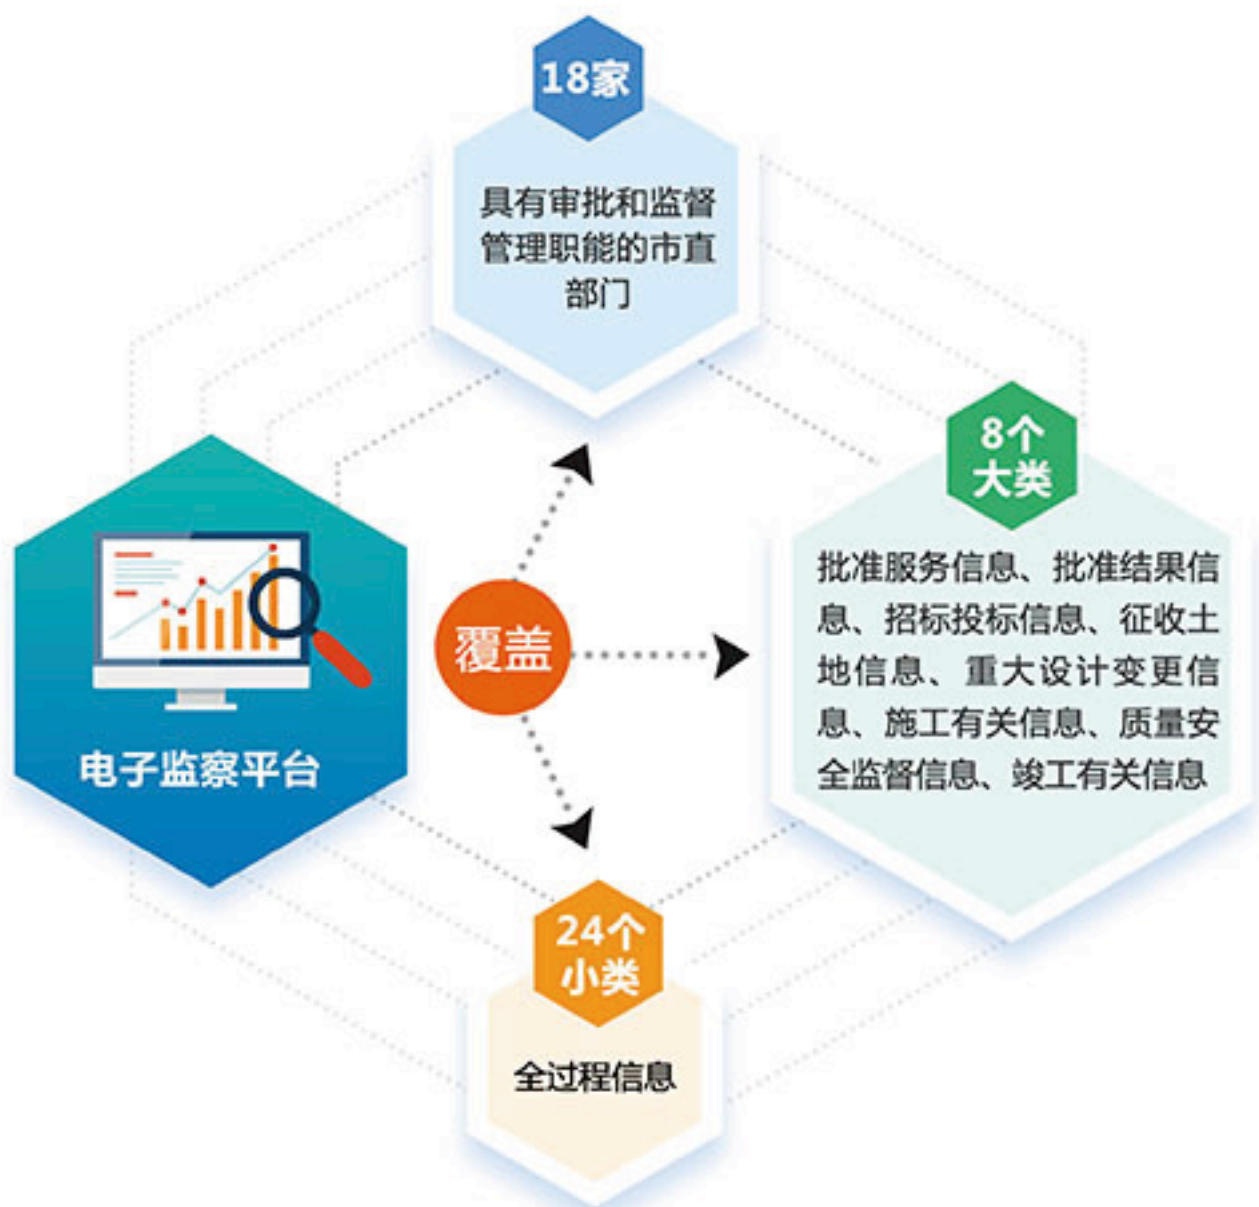 18家
具有审批和监督
管理职能的市直
部门
8个
大类
批准服务信息、批准结果信
息、招标投标信息、征收土
地信息、重大设计变更信
息、施工有关信息、质量安
全监督信息、竣工有关信息
覆盖
电子监察平台
24个
小类
全过程信息